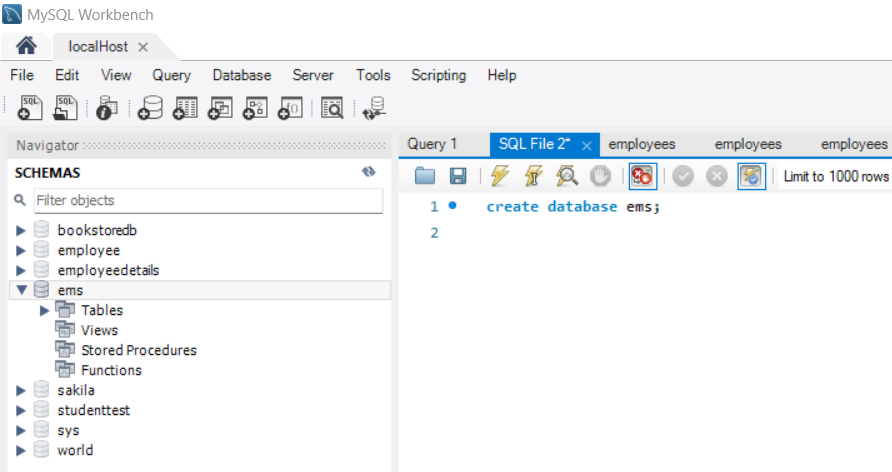 MySQL Workbench
localHost
File Edit View Query Database Server Tools Scripting Help
Navigator
SCHEMAS
Filter objects
bookstoredb
employee
employeedetails
ems
Tables
Views
Stored Procedures
Functions
sakila
studenttest
sys
world
Query 1 SQL File 2* employees employees employees
Limit to 1000 rows
1 create database ems;
2